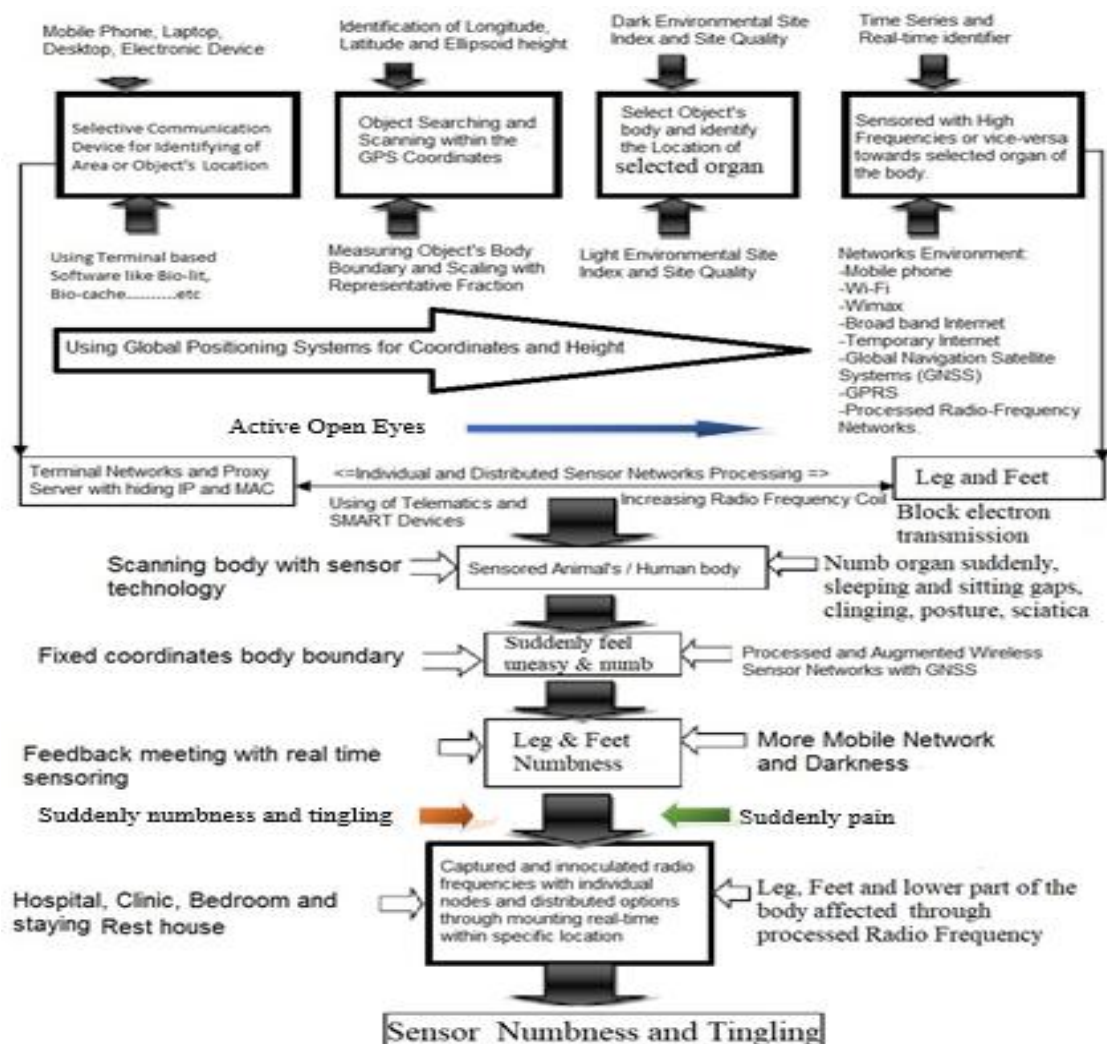 Mobile Phone, Laptop,
Desktop, Electronic Device
Identification of Longitude,
Latitude and Ellipsoid height
Dark Environmental Site
Index and Site Quality
Time Series and
Real-time identifier
Selective Communication
Device for Identifying of
Area or Object's Location
Object Searching and
Scanning within the
GPS Coordinates
Select Object's
body and identify
the Location of
selected organ
Sensored with High
Frequencies or vice-versa
towards selected organ of
the body.
Using Terminal based
Software like Bio-lit,
Bio-cache...........etc
Measuring Object's Body
Boundary and Scaling with
Representative Fraction
Light Environmental Site
Index and Site Quality
Networks Environment:
-Mobile phone
-Wi-Fi
-Wimax
-Broad band Internet
-Temporary Internet
-Global Navigation Satellite
Systems (GNSS)
-GPRS
-Processed Radio-Frequency
Networks.
Using Global Positioning Systems for Coordinates and Height
Active Open Eyes
Terminal Networks and Proxy
Server with hiding IP and MAC
<=Individual and Distributed Sensor Networks Processing =>
Using of Telematics and
SMART Devices
Increasing Radio Frequency Coil
Leg and Feet
Block electron
transmission
Scanning body with sensor
technology
Sensored Animal's / Human body
Numb organ suddenly,
sleeping and sitting gaps,
clinging, posture, sciatica
Fixed coordinates body boundary
Suddenly feel
uneasy & numb
Processed and Augmented Wireless
Sensor Networks with GNSS
Feedback meeting with real time
sensoring
Leg & Feet
Numbness
More Mobile Network
and Darkness
Suddenly numbness and tingling
Suddenly pain
Hospital, Clinic, Bedroom and
staying Rest house
Captured and innoculated radio
frequencies with individual
nodes and distributed options
through mounting real-time
within specific location
Leg, Feet and lower part of the
body affected through
processed Radio Frequency
Sensor Numbness and Tingling